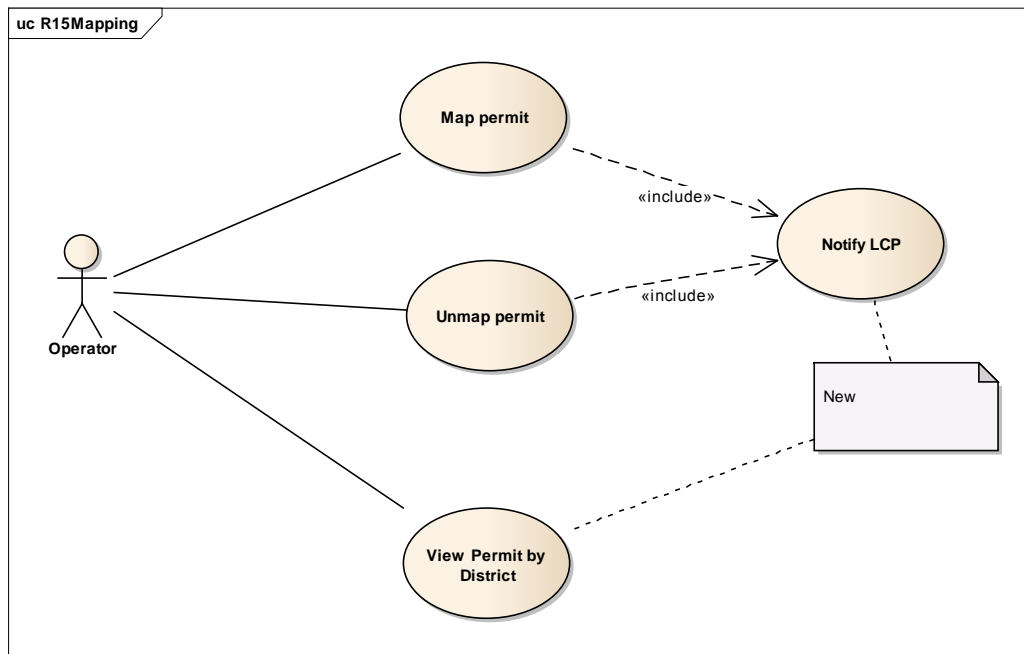 uc R15Mapping
Map permit
«include»
Notify LCP
Unmap permit
«include»
Operator
New
View Permit by
District